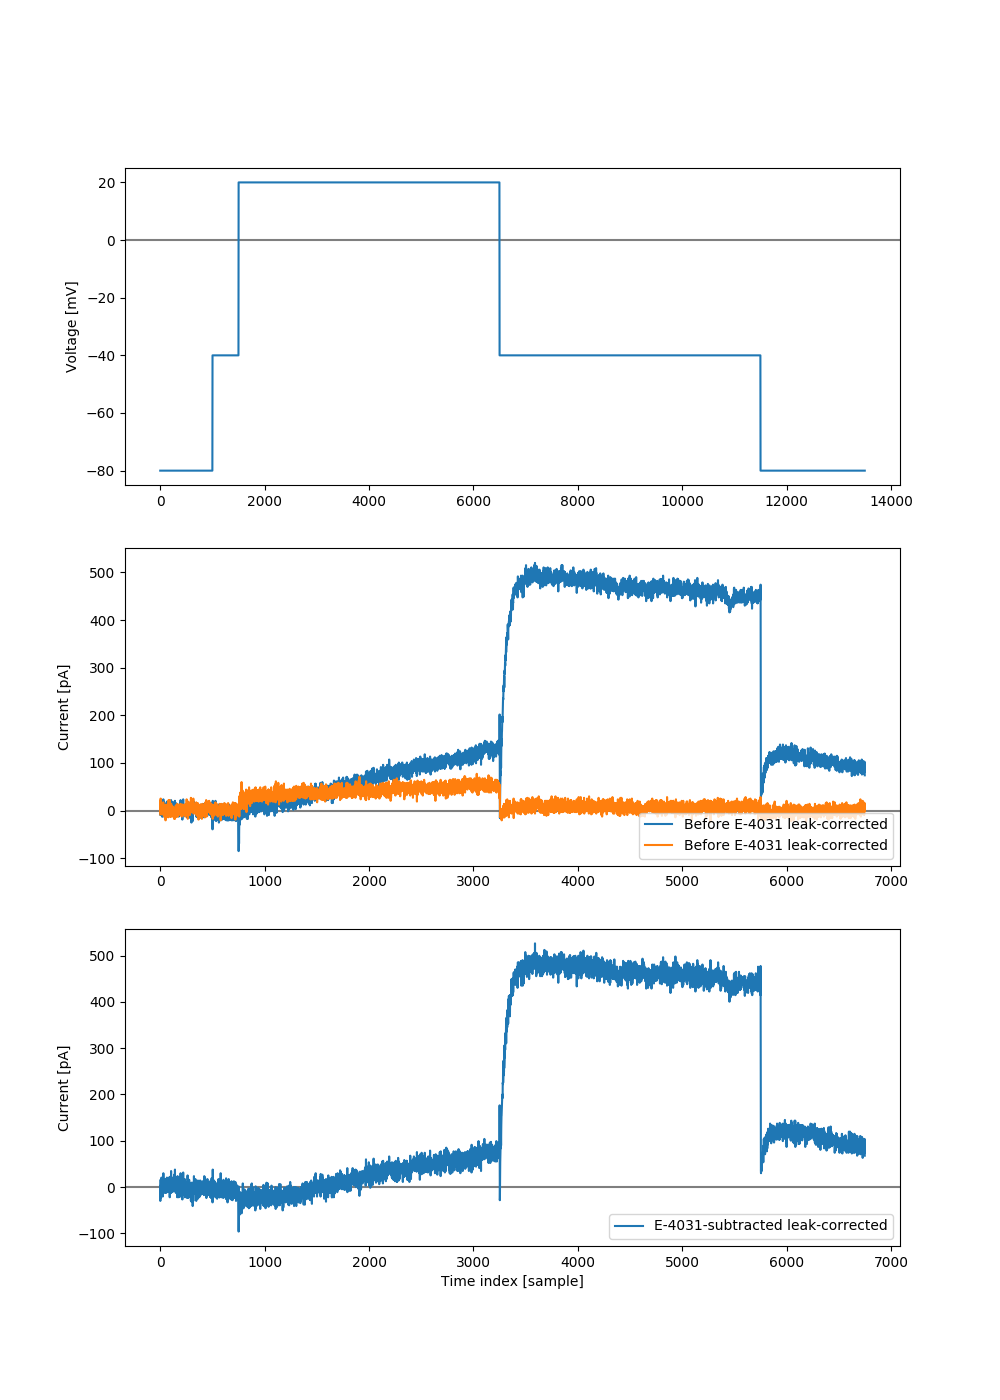 20
0
−20
−40
−60
−80
Voltage [mV]
0 2000 4000 6000 8000 10000 12000 14000
500
400
300
200
100
0
−100
Current [pA]
Before E-4031 leak-corrected
Before E-4031 leak-corrected
0 1000 2000 3000 4000 5000 6000 7000
500
400
300
200
100
0
−100
Current [pA]
E-4031-subtracted leak-corrected
0 1000 2000 3000 4000 5000 6000 7000
Time index [sample]